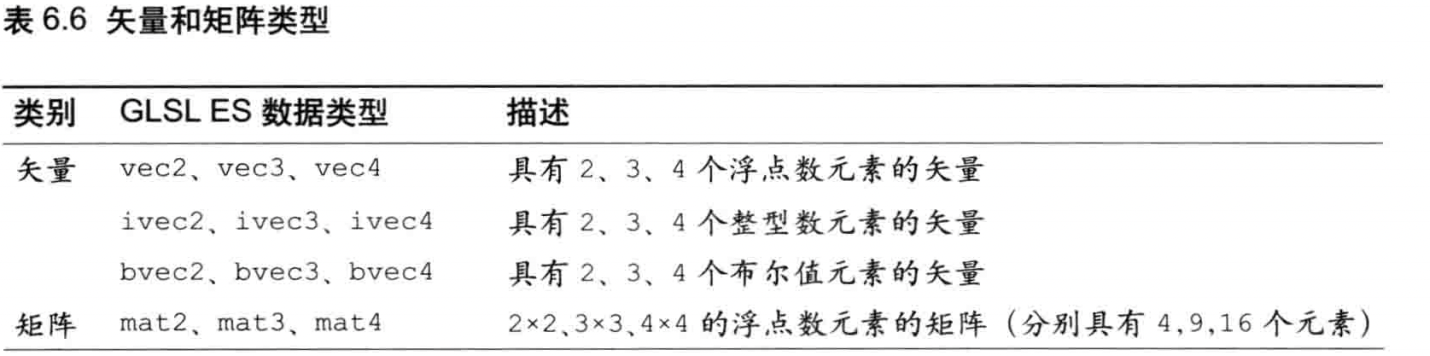 表 6.6 矢量和矩阵类型
类别 GLSL ES 数据类型 描述
矢量 vec2、vec3、vec4 具有 2、3、4 个浮点数元素的矢量
ivec2、ivec3、ivec4 具有 2、3、4 个整型数元素的矢量
bvec2、bvec3、bvec4 具有 2、3、4 个布尔值元素的矢量
矩阵 mat2、mat3、mat4 2×2、3×3、4×4 的浮点数元素的矩阵（分别具有 4,9,16 个元素）